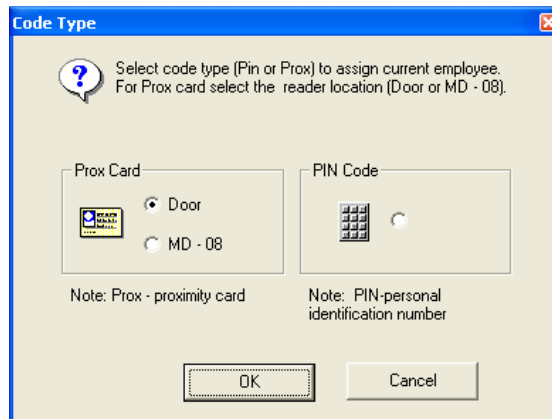 Code Type
Select code type (Pin or Prox) to assign current employee.
For Prox card select the reader location (Door or MD - 08).
Prox Card
Door
MD - 08
PIN Code
Note: Prox - proximity card
Note: PIN-personal
identification number
OK
Cancel